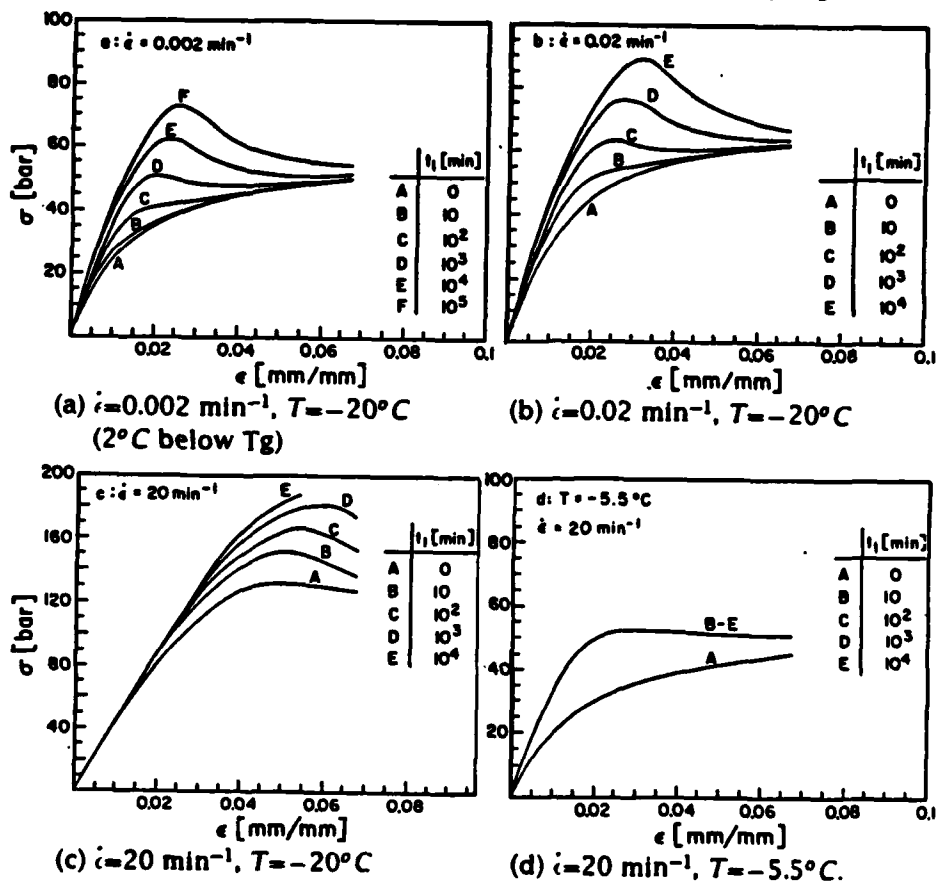 a: ε̇ = 0.002 min⁻¹
100
80
60
40
20
σ [bar]
F
E
D
C
B
A
t₁ [min]
A 0
B 10
C 10²
D 10³
E 10⁴
F 10⁵
0.02 0.04 0.06 0.08 0.1
ε [mm/mm]
(a) ε̇=0.002 min⁻¹, T=−20°C
(2°C below Tg)
b: ε̇ = 0.02 min⁻¹
E
D
C
B
A
t₁ [min]
A 0
B 10
C 10²
D 10³
E 10⁴
0.02 0.04 0.06 0.08 0.1
ε [mm/mm]
(b) ε̇=0.02 min⁻¹, T=−20°C
c: ε̇ = 20 min⁻¹
200
160
120
80
40
σ [bar]
E
D
C
B
A
t₁ [min]
A 0
B 10
C 10²
D 10³
E 10⁴
0.02 0.04 0.06 0.08
ε [mm/mm]
(c) ε̇=20 min⁻¹, T=−20°C
d: T = −5.5 °C
ε̇ = 20 min⁻¹
100
80
60
40
20
B-E
A
t₁ [min]
A 0
B 10
C 10²
D 10³
E 10⁴
0.02 0.04 0.06 0.08 0.1
ε [mm/mm]
(d) ε̇=20 min⁻¹, T=−5.5°C.